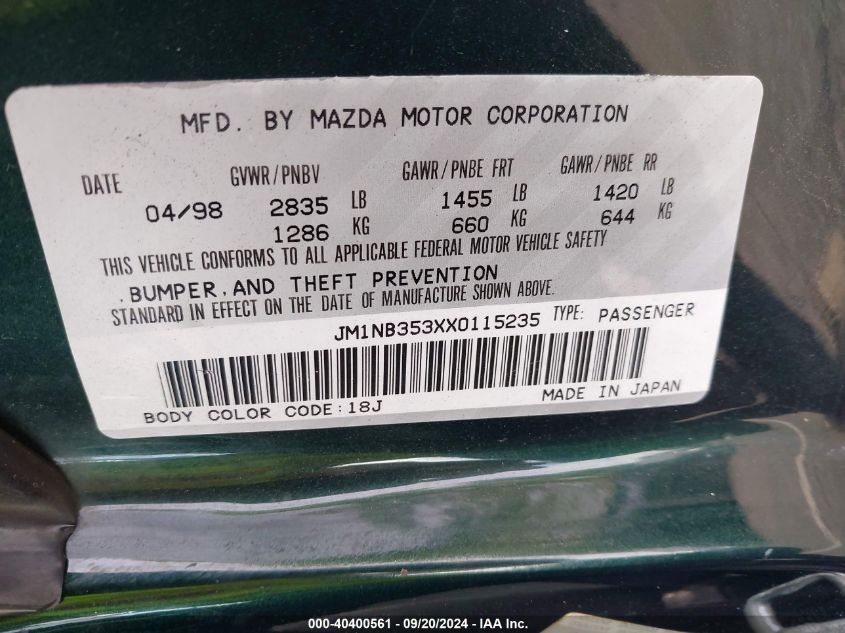 MFD. BY MAZDA MOTOR CORPORATION
DATE GVWR/PNBV GAWR/PNBE FRT GAWR/PNBE RR
04/98 2835 LB 1455 LB 1420 LB
1286 KG 660 KG 644 KG
THIS VEHICLE CONFORMS TO ALL APPLICABLE FEDERAL MOTOR VEHICLE SAFETY
,BUMPER,AND THEFT PREVENTION
STANDARD IN EFFECT ON THE DATE OF MANUFACTURE SHOWN ABOVE.
JM1NB353XX0115235 TYPE: PASSENGER
BODY COLOR CODE:18J MADE IN JAPAN
000-40400561 - 09/20/2024 - IAA Inc.